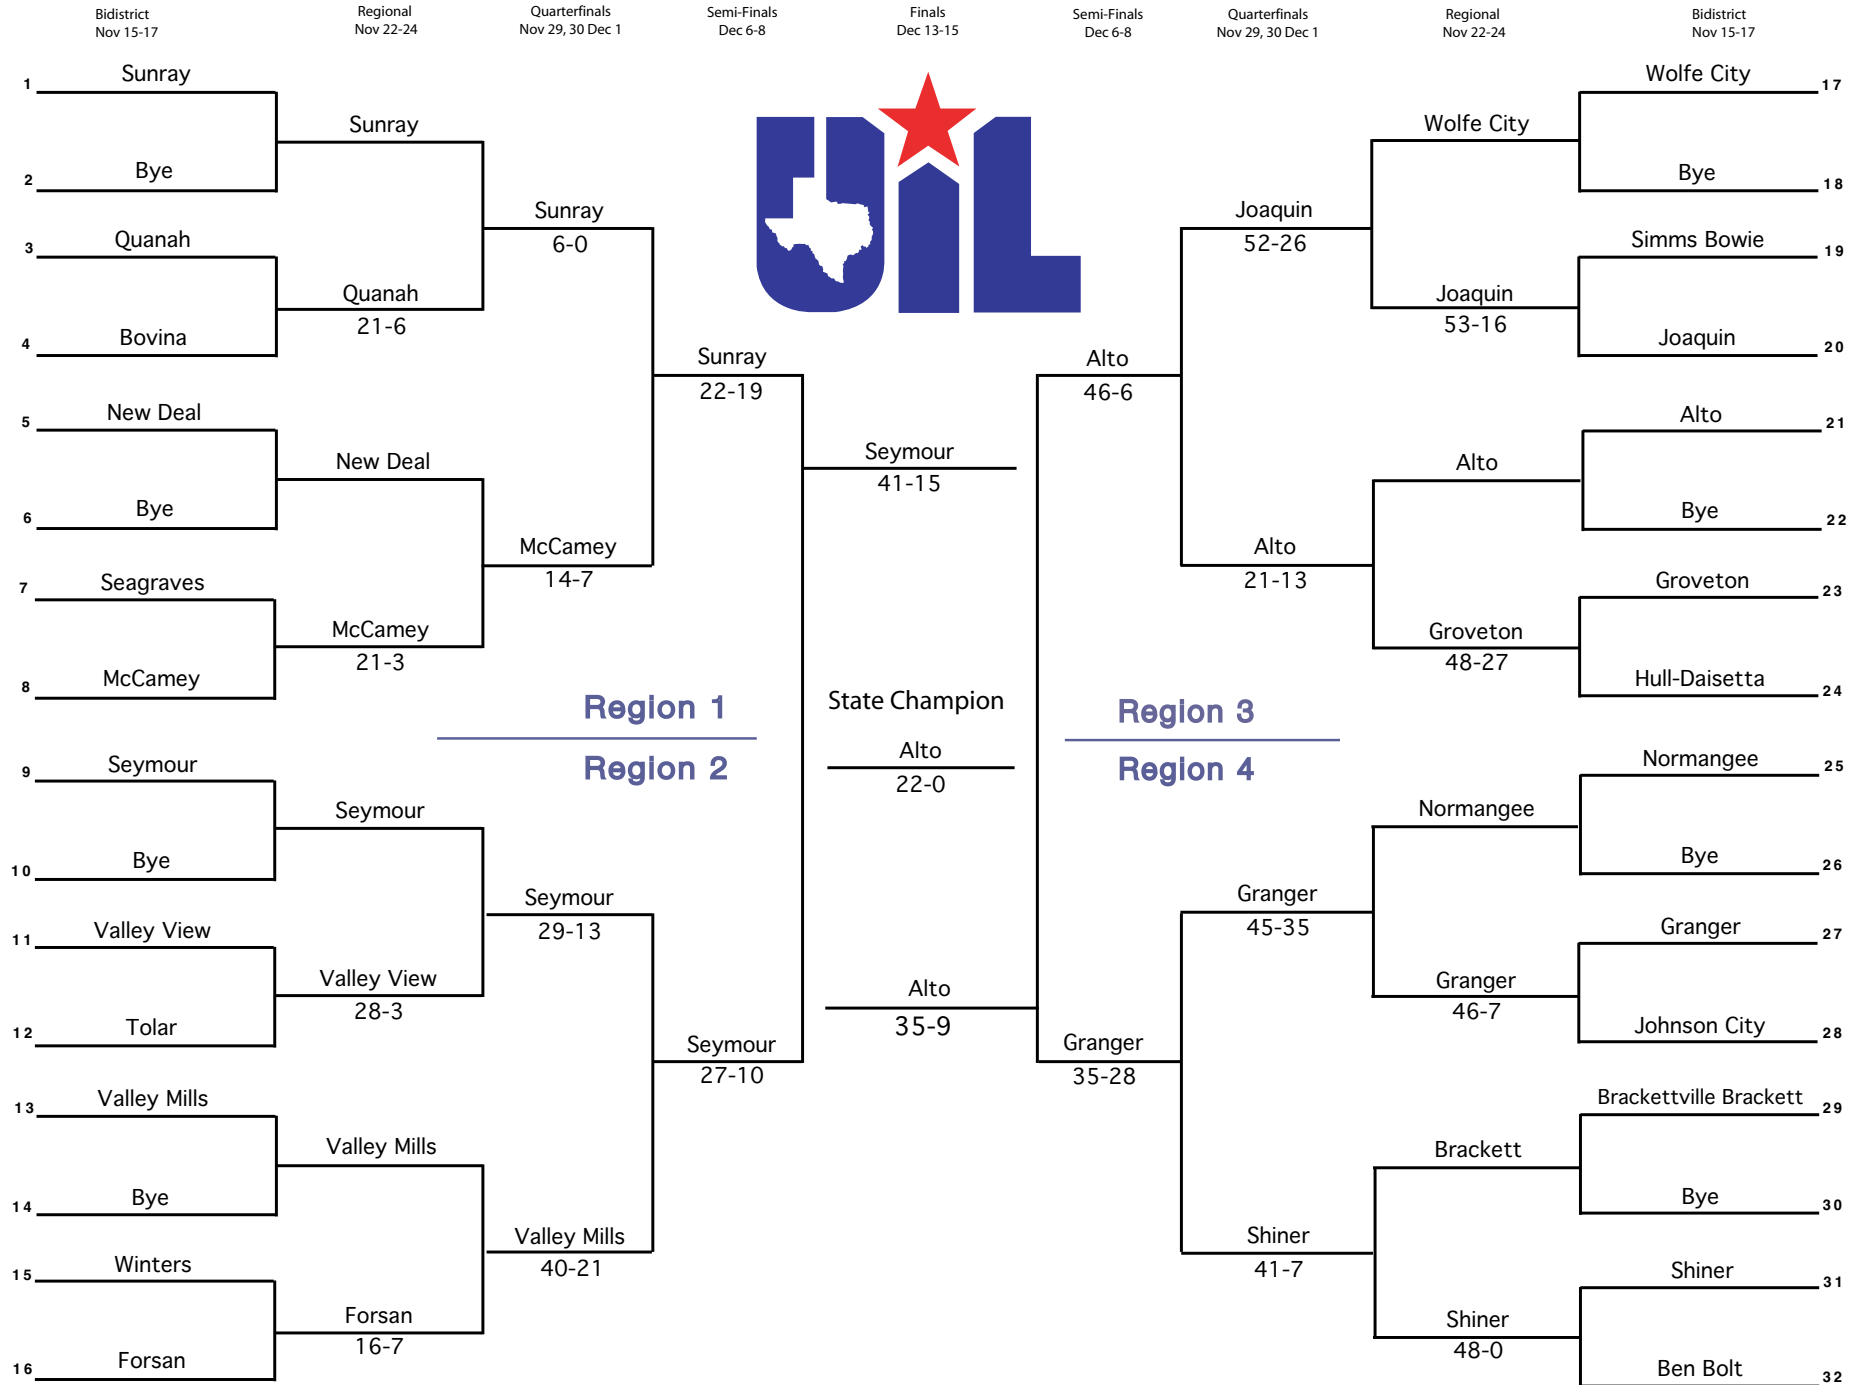 Bidistrict
Nov 15-17
Regional
Nov 22-24
Quarterfinals
Nov 29, 30 Dec 1
Semi-Finals
Dec 6-8
Finals
Dec 13-15
Semi-Finals
Dec 6-8
Quarterfinals
Nov 29, 30 Dec 1
Regional
Nov 22-24
Bidistrict
Nov 15-17
UIL
1 Sunray
2 Bye
3 Quanah
4 Bovina
5 New Deal
6 Bye
7 Seagraves
8 McCamey
9 Seymour
10 Bye
11 Valley View
12 Tolar
13 Valley Mills
14 Bye
15 Winters
16 Forsan
Sunray
Quanah
21-6
New Deal
McCamey
21-3
Seymour
Valley View
28-3
Valley Mills
Forsan
16-7
Sunray
6-0
McCamey
14-7
Seymour
29-13
Valley Mills
40-21
Sunray
22-19
Seymour
27-10
Region 1
Region 2
Seymour
41-15
State Champion
Alto
22-0
Alto
35-9
Region 3
Region 4
Alto
46-6
Granger
35-28
Joaquin
52-26
Alto
21-13
Granger
45-35
Shiner
41-7
Wolfe City
Joaquin
53-16
Alto
Groveton
48-27
Normangee
Granger
46-7
Brackett
Shiner
48-0
Wolfe City 17
Bye 18
Simms Bowie 19
Joaquin 20
Alto 21
Bye 22
Groveton 23
Hull-Daisetta 24
Normangee 25
Bye 26
Granger 27
Johnson City 28
Brackettville Brackett 29
Bye 30
Shiner 31
Ben Bolt 32